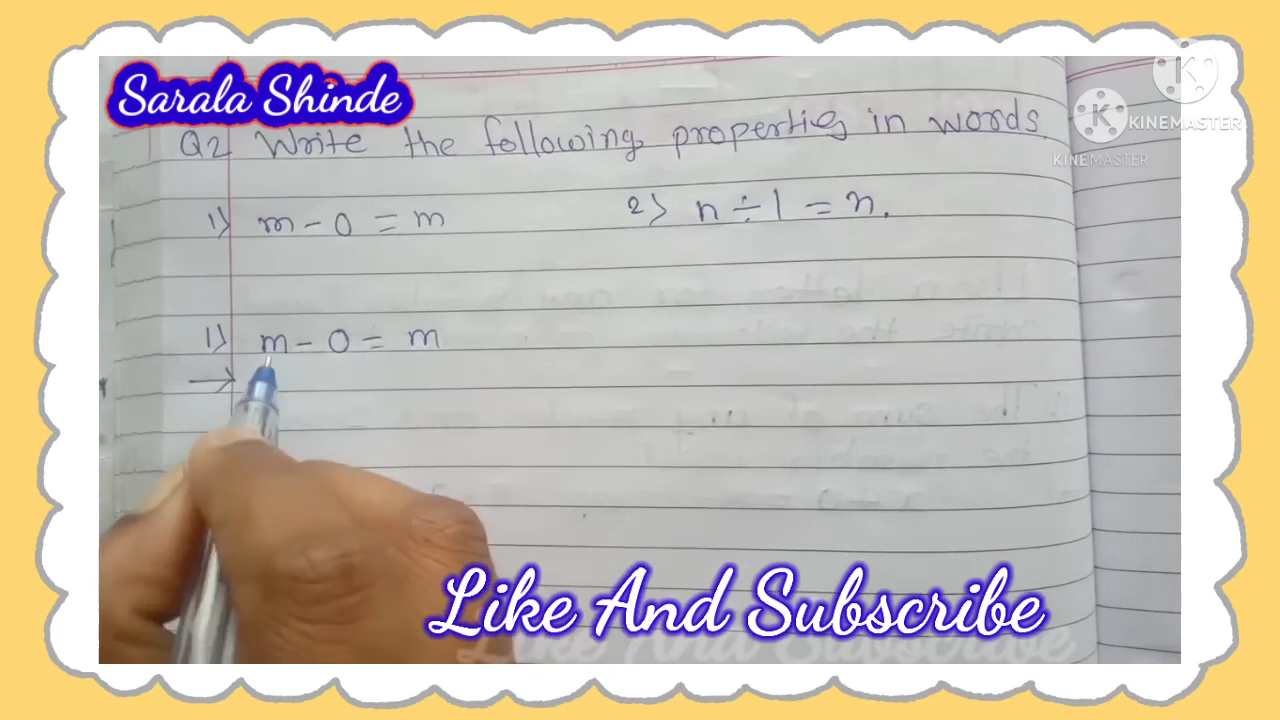 Sarala Shinde
Q2 Write the following properties in words
KINEMASTER
KINEMASTER
1) m - 0 = m 2) n ÷ 1 = n.
1) m - 0 = m
→
Like And Subscribe